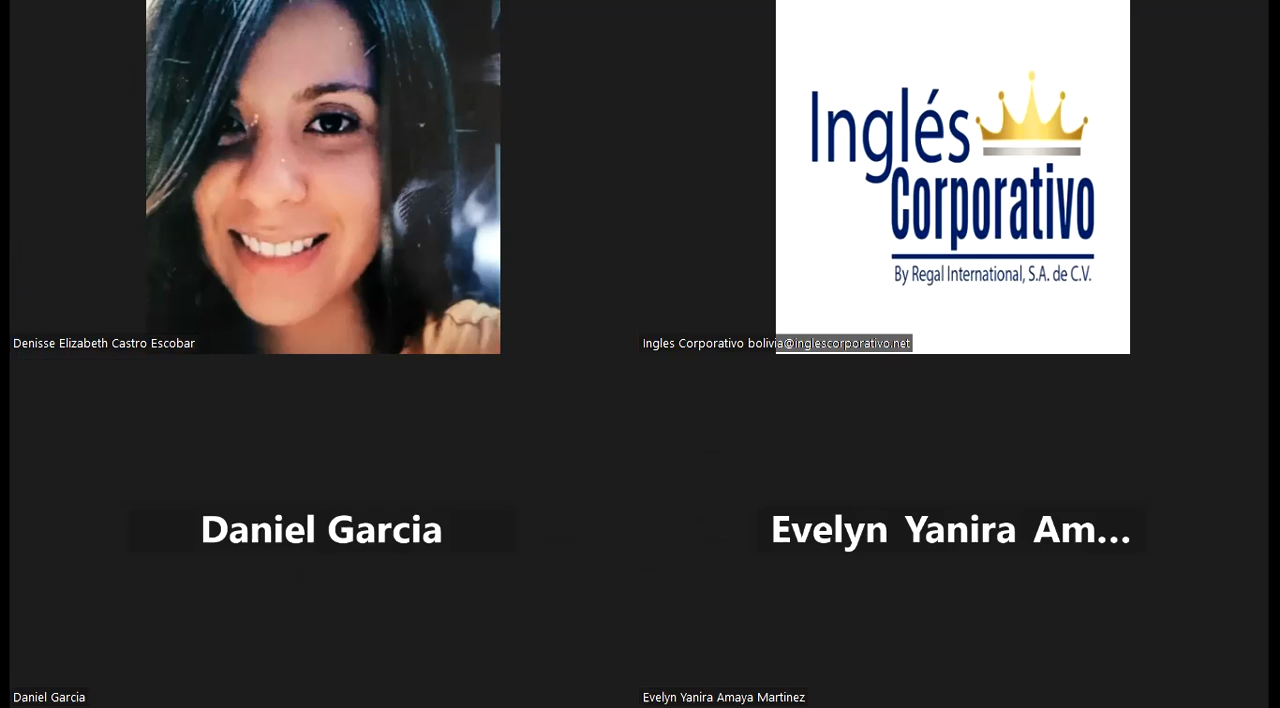 Inglés
Corporativo
By Regal International, S.A. de C.V.
Denisse Elizabeth Castro Escobar
Ingles Corporativo bolivia@inglescorporativo.net
Daniel Garcia
Evelyn Yanira Am...
Daniel Garcia
Evelyn Yanira Amaya Martinez